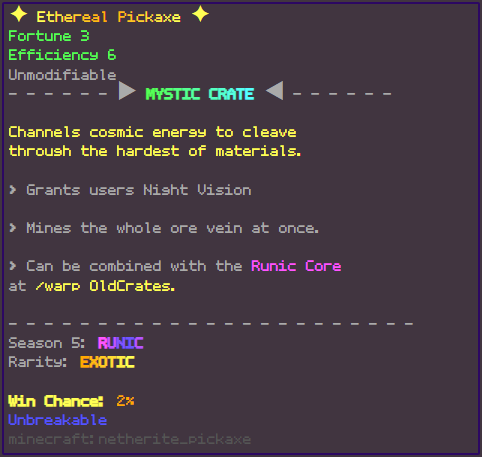 ✦ Ethereal Pickaxe ✦
Fortune 3
Efficiency 6
Unmodifiable
- - - - - - ▶ MYSTIC CRATE ◀ - - - - - -
Channels cosmic energy to cleave
through the hardest of materials.
> Grants users Night Vision
> Mines the whole ore vein at once.
> Can be combined with the Runic Core
at /warp OldCrates.
- - - - - - - - - - - - - - - - - - - - - - - -
Season 5: RUNIC
Rarity: EXOTIC
Win Chance: 2%
Unbreakable
minecraft:netherite_pickaxe